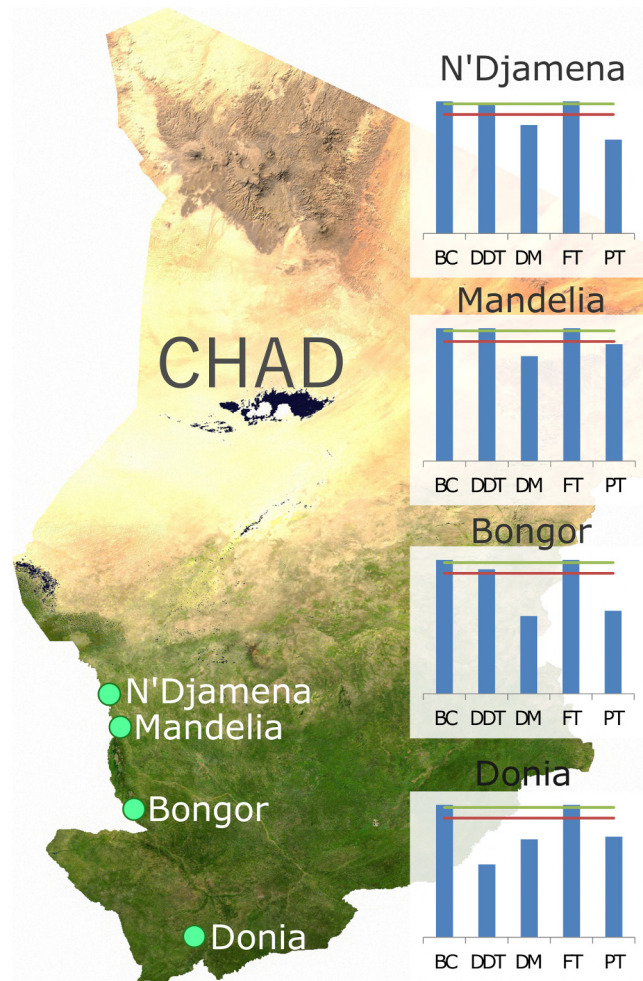 N'Djamena
BC DDT DM FT PT
Mandelia
BC DDT DM FT PT
CHAD
Bongor
BC DDT DM FT PT
N'Djamena
Mandelia
Bongor
Donia
BC DDT DM FT PT
Donia